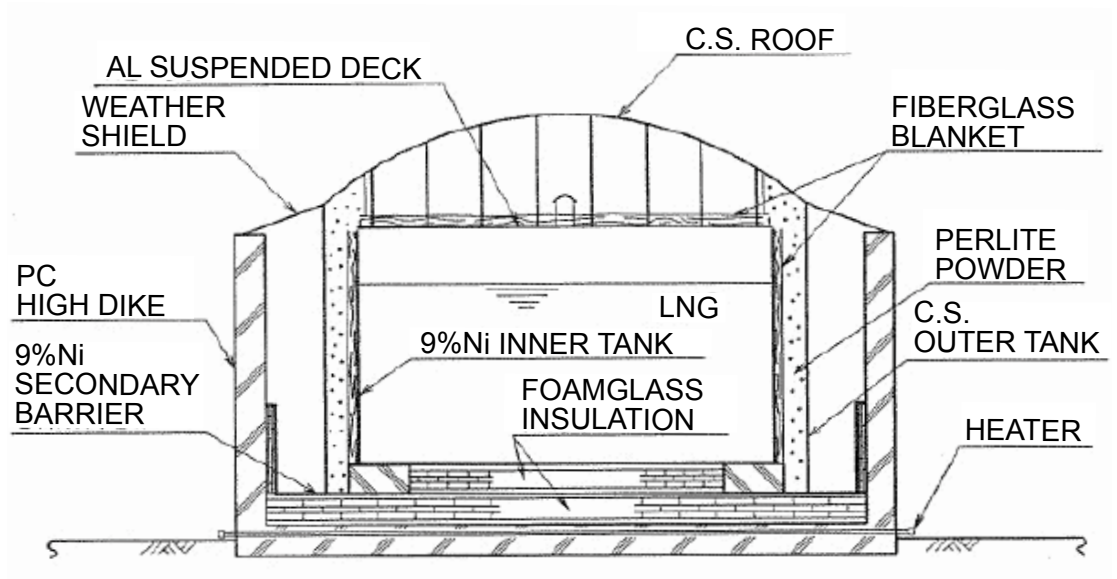 C.S. ROOF
AL SUSPENDED DECK
WEATHER
SHIELD
FIBERGLASS
BLANKET
PERLITE
POWDER
PC
HIGH DIKE
LNG
C.S.
OUTER TANK
9%Ni INNER TANK
9%Ni
SECONDARY
BARRIER
FOAMGLASS
INSULATION
HEATER